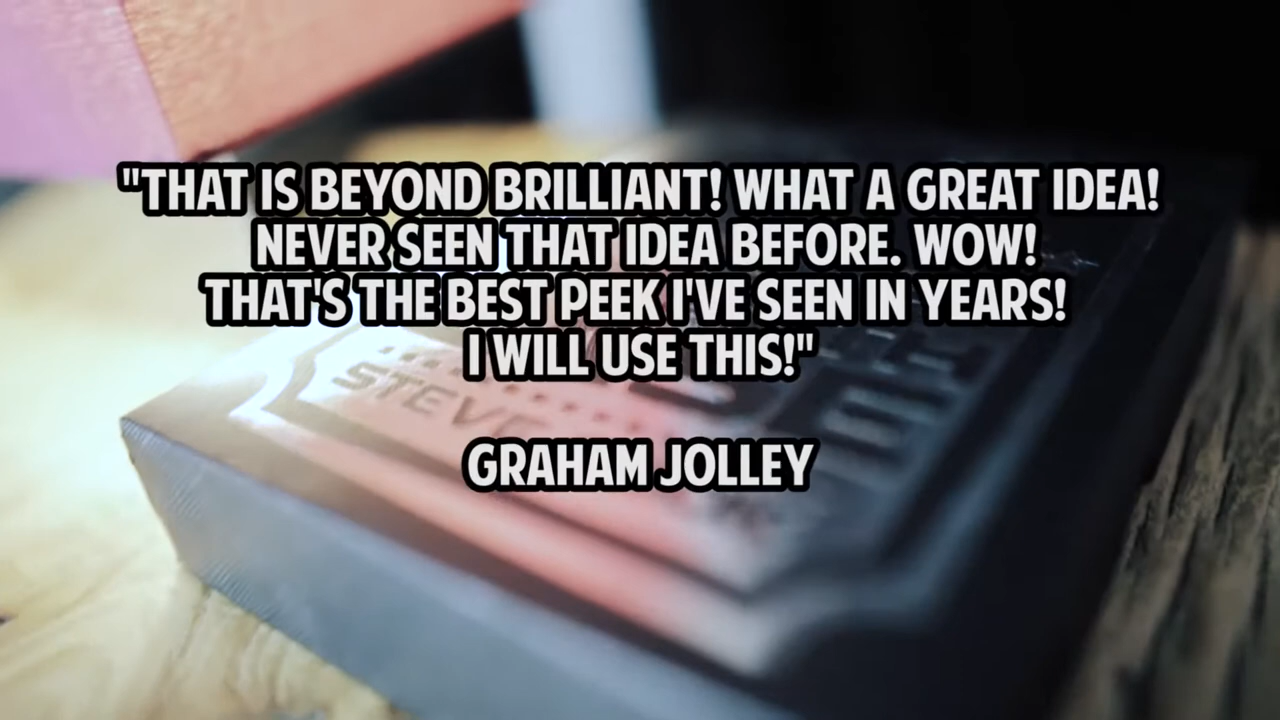 "THAT IS BEYOND BRILLIANT! WHAT A GREAT IDEA!
NEVER SEEN THAT IDEA BEFORE. WOW!
THAT'S THE BEST PEEK I'VE SEEN IN YEARS!
I WILL USE THIS!"
GRAHAM JOLLEY
STEVE